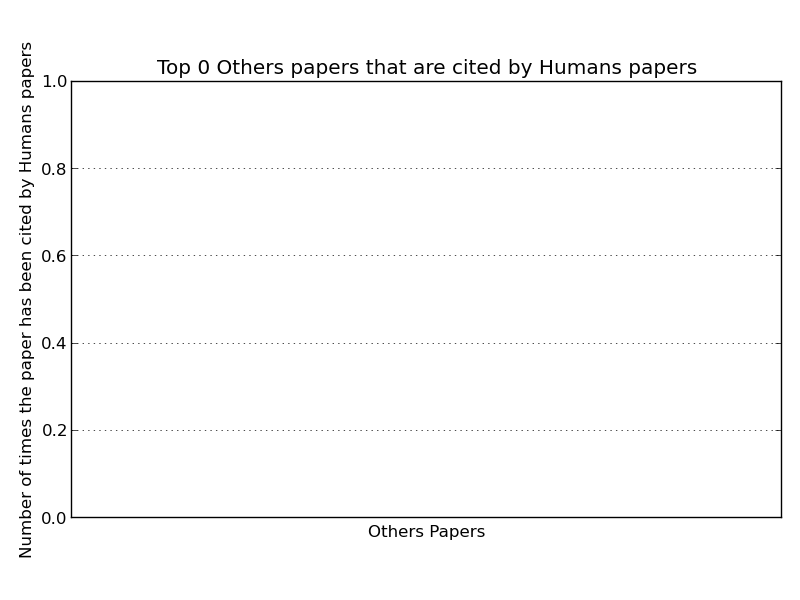 Top 0 Others papers that are cited by Humans papers
Number of times the paper has been cited by Humans papers
1.0
0.8
0.6
0.4
0.2
0.0
Others Papers